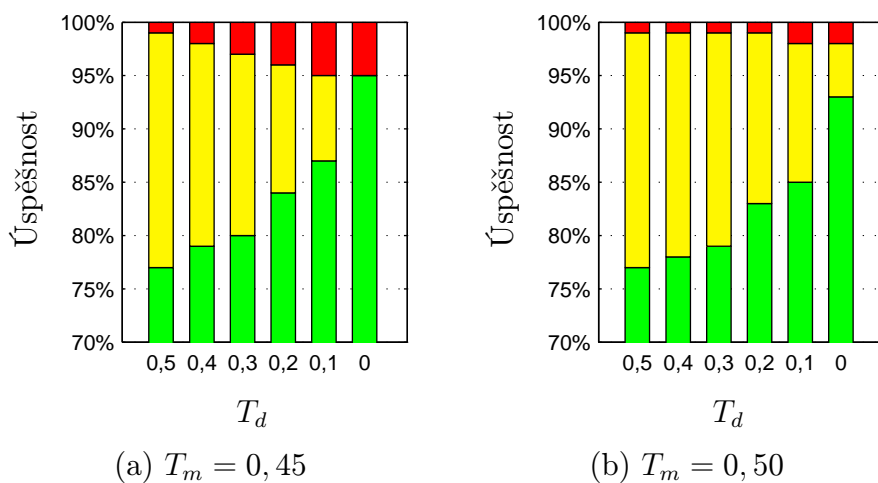 100%
95%
90%
85%
80%
75%
70%
Úspěšnost
0,5 0,4 0,3 0,2 0,1 0
T_d
(a) T_m = 0, 45
100%
95%
90%
85%
80%
75%
70%
Úspěšnost
0,5 0,4 0,3 0,2 0,1 0
T_d
(b) T_m = 0, 50